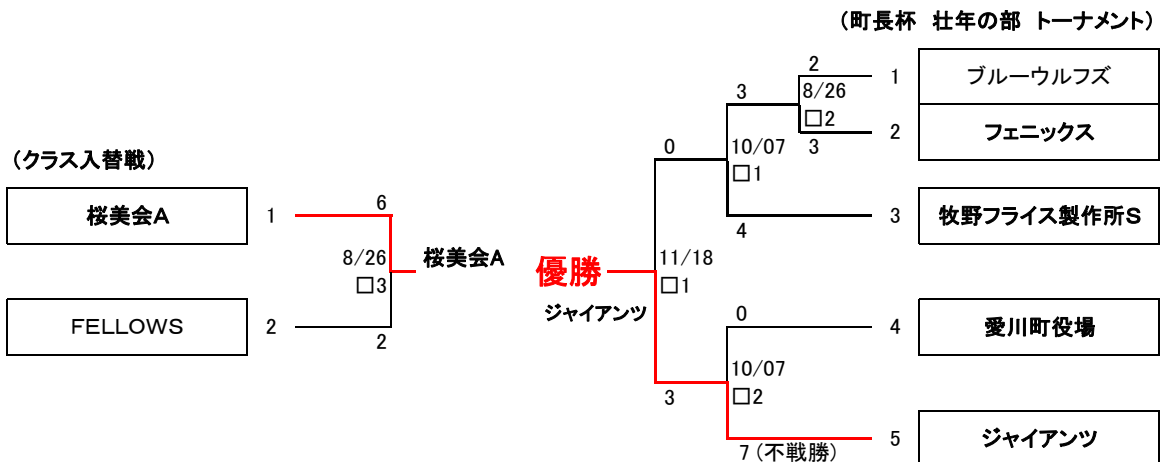 (町長杯 壮年の部 トーナメント)
2
1
ブルーウルフズ
3
8/26
□2
2
フェニックス
3
0
10/07
□1
3
牧野フライス製作所S
4
(クラス入替戦)
桜美会A
1
6
8/26
□3
桜美会A
FELLOWS
2
2
優勝
ジャイアンツ
11/18
□1
0
4
愛川町役場
10/07
□2
3
5
ジャイアンツ
7 (不戦勝)